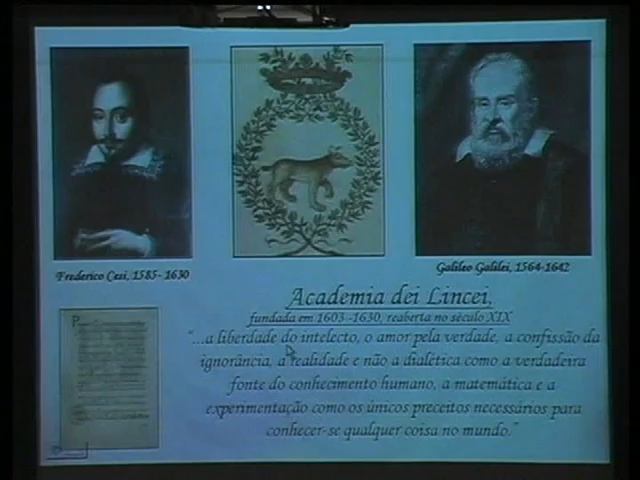 Frederico Cesi, 1585-1630
Galileo Galilei, 1564-1642
Academia dei Lincei,
fundada em 1603-1630, reaberta no século XIX
“...a liberdade do intelecto, o amor pela verdade, a confissão da
ignorância, a realidade e não a dialética como a verdadeira
fonte do conhecimento humano, a matemática e a
experimentação como os únicos preceitos necessários para
conhecer-se qualquer coisa no mundo.”